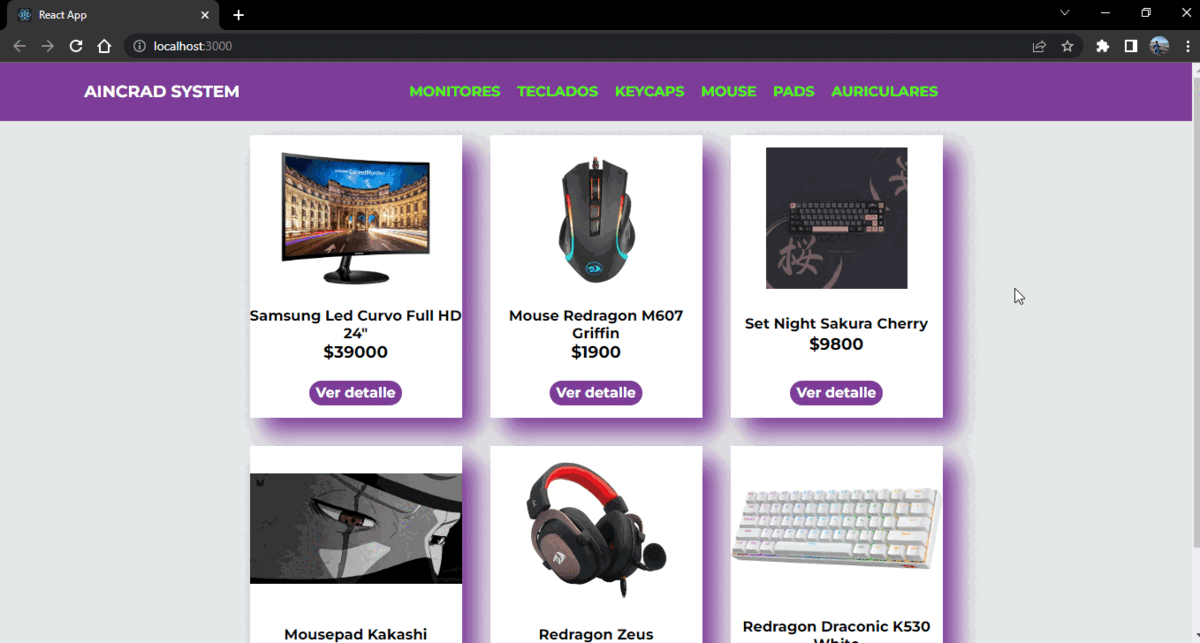 React App
localhost:3000
AINCRAD SYSTEM
MONITORES TECLADOS KEYCAPS MOUSE PADS AURICULARES
Samsung Led Curvo Full HD
24"
$39000
Ver detalle
Mouse Redragon M607
Griffin
$1900
Ver detalle
桜
Set Night Sakura Cherry
$9800
Ver detalle
Mousepad Kakashi
Redragon Zeus
Redragon Draconic K530
White